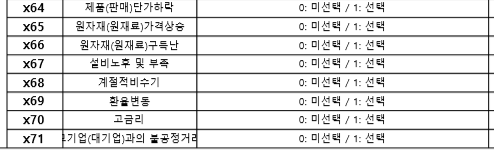 x64 제품(판매)단가하락 0: 미선택 / 1: 선택
x65 원자재(원재료)가격상승 0: 미선택 / 1: 선택
x66 원자재(원재료)구득난 0: 미선택 / 1: 선택
x67 설비노후 및 부족 0: 미선택 / 1: 선택
x68 계절적비수기 0: 미선택 / 1: 선택
x69 환율변동 0: 미선택 / 1: 선택
x70 고금리 0: 미선택 / 1: 선택
x71 기업(대기업)과의 불공정거래 0: 미선택 / 1: 선택